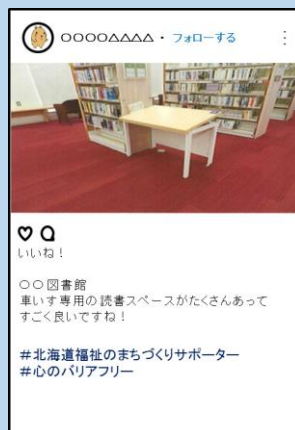 ○○○○△△△△・フォローする
いいね！
○○図書館
車いす専用の読書スペースがたくさんあって
すごく良いですね！
#北海道福祉のまちづくりサポーター
#心のバリアフリー